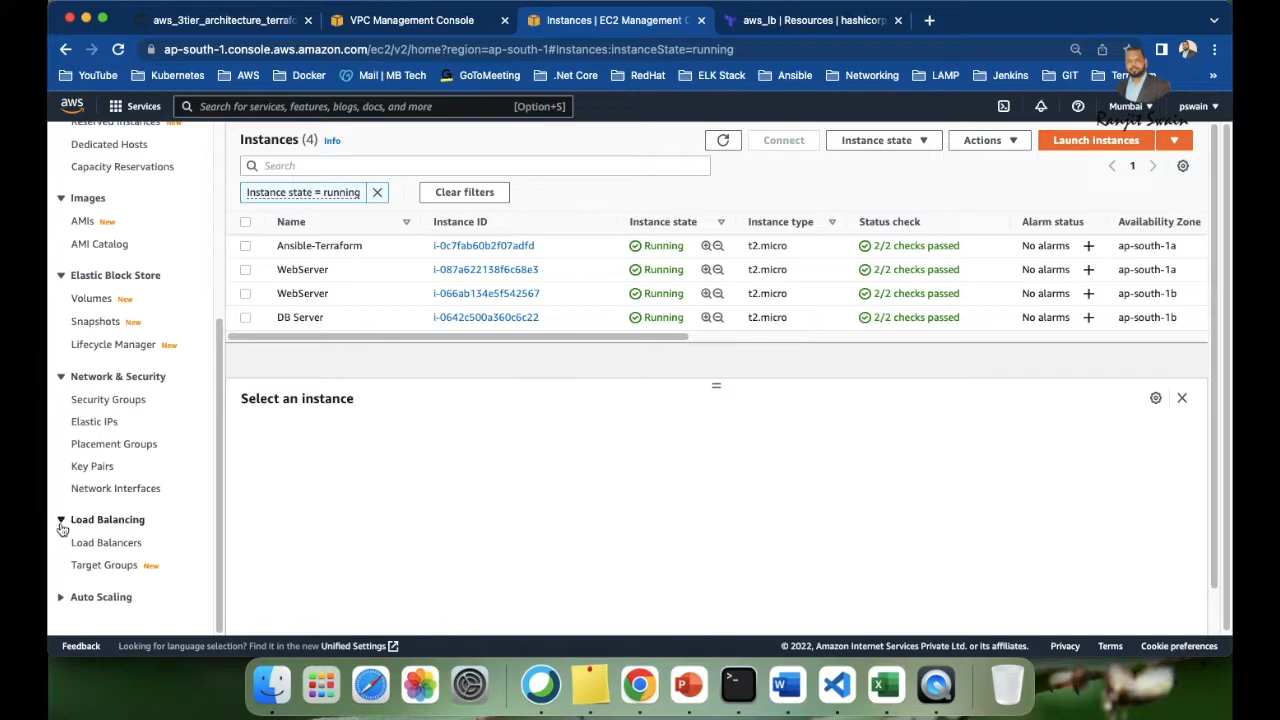 aws_3tier_architecture_terrafo
VPC Management Console
Instances | EC2 Management C
aws_lb | Resources | hashicorp
ap-south-1.console.aws.amazon.com/ec2/v2/home?region=ap-south-1#Instances:instanceState=running
YouTube
Kubernetes
AWS
Docker
Mail | MB Tech
GoToMeeting
.Net Core
RedHat
ELK Stack
Ansible
Networking
LAMP
Jenkins
GIT
aws
Services
Search for services, features, blogs, docs, and more
[Option+S]
Mumbai
pswain
Ranjit Swain
Reserved Instances New
Dedicated Hosts
Capacity Reservations
Images
AMIs New
AMI Catalog
Elastic Block Store
Volumes New
Snapshots New
Lifecycle Manager New
Network & Security
Security Groups
Elastic IPs
Placement Groups
Key Pairs
Network Interfaces
Load Balancing
Load Balancers
Target Groups New
Auto Scaling
Instances (4) Info
Connect
Instance state
Actions
Launch instances
Search
1
Instance state = running
Clear filters
Name Instance ID Instance state Instance type Status check Alarm status Availability Zone
Ansible-Terraform i-0c7fab60b2f07adfd Running t2.micro 2/2 checks passed No alarms ap-south-1a
WebServer i-087a622138f6c68e3 Running t2.micro 2/2 checks passed No alarms ap-south-1a
WebServer i-066ab134e5f542567 Running t2.micro 2/2 checks passed No alarms ap-south-1b
DB Server i-0642c500a360c6c22 Running t2.micro 2/2 checks passed No alarms ap-south-1b
Select an instance
Feedback
Looking for language selection? Find it in the new Unified Settings
© 2022, Amazon Internet Services Private Ltd. or its affiliates.
Privacy
Terms
Cookie preferences